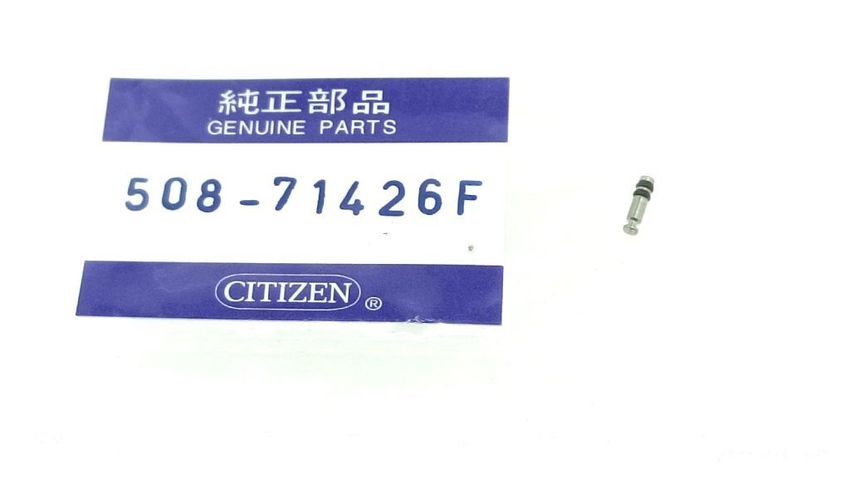 純正部品
GENUINE PARTS
508-71426F
CITIZEN ®